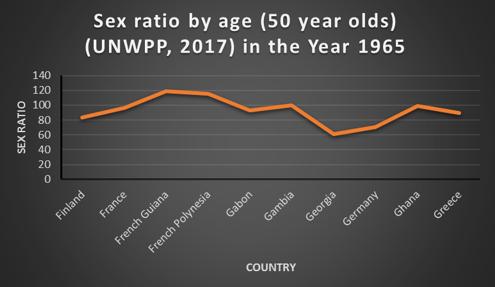 Sex ratio by age (50 year olds)
(UNWPP, 2017) in the Year 1965
140
120
100
80
60
40
20
0
SEX RATIO
Finland
France
French Guiana
French Polynesia
Gabon
Gambia
Georgia
Germany
Ghana
Greece
COUNTRY